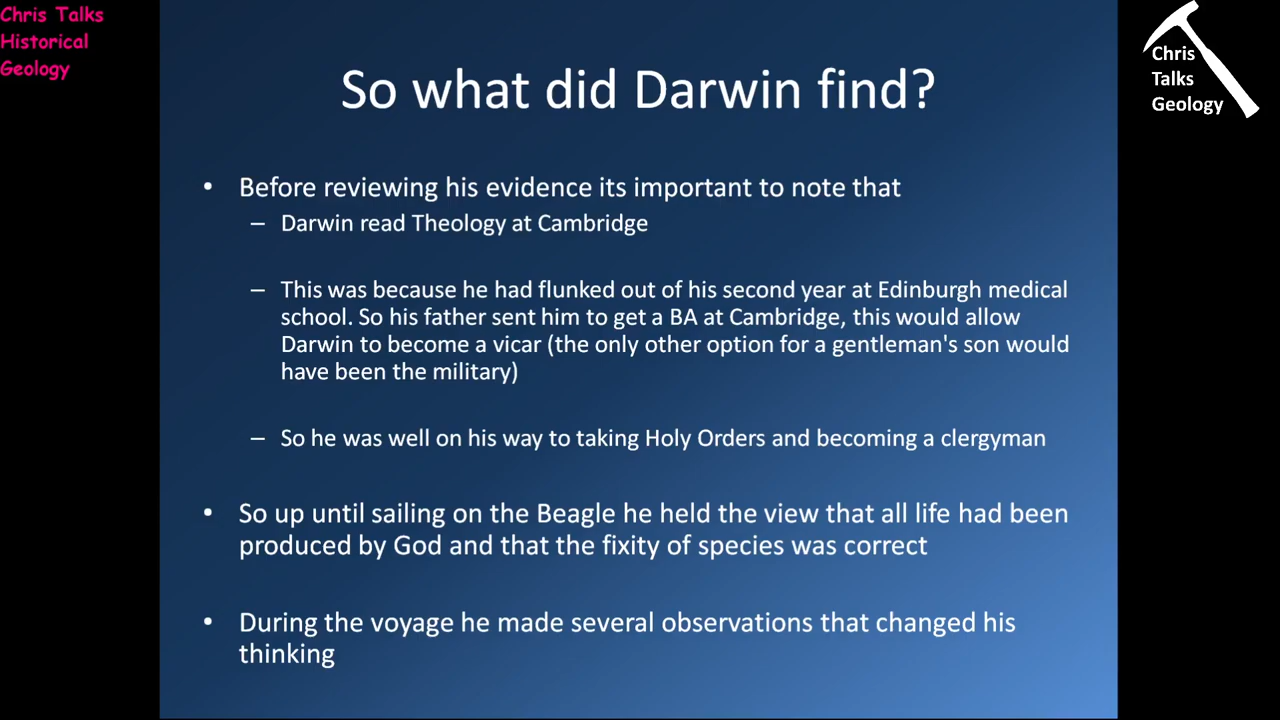 Chris Talks
Historical
Geology
Chris
Talks
Geology
So what did Darwin find?
• Before reviewing his evidence its important to note that
– Darwin read Theology at Cambridge
– This was because he had flunked out of his second year at Edinburgh medical
school. So his father sent him to get a BA at Cambridge, this would allow
Darwin to become a vicar (the only other option for a gentleman's son would
have been the military)
– So he was well on his way to taking Holy Orders and becoming a clergyman
• So up until sailing on the Beagle he held the view that all life had been
produced by God and that the fixity of species was correct
• During the voyage he made several observations that changed his
thinking